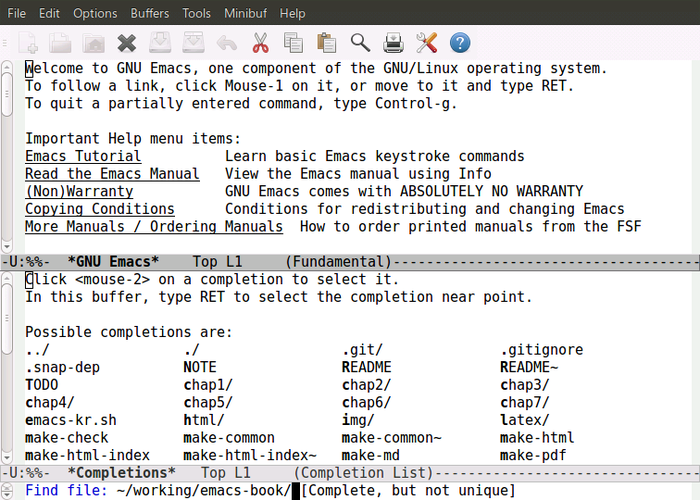 File Edit Options Buffers Tools Minibuf Help
Welcome to GNU Emacs, one component of the GNU/Linux operating system.
To follow a link, click Mouse-1 on it, or move to it and type RET.
To quit a partially entered command, type Control-g.
Important Help menu items:
Emacs Tutorial Learn basic Emacs keystroke commands
Read the Emacs Manual View the Emacs manual using Info
(Non)Warranty GNU Emacs comes with ABSOLUTELY NO WARRANTY
Copying Conditions Conditions for redistributing and changing Emacs
More Manuals / Ordering Manuals How to order printed manuals from the FSF
-U:%%- *GNU Emacs* Top L1 (Fundamental)-----------------------------------
Click <mouse-2> on a completion to select it.
In this buffer, type RET to select the completion near point.
Possible completions are:
../ ./ .git/ .gitignore
.snap-dep NOTE README README~
TODO chap1/ chap2/ chap3/
chap4/ chap5/ chap6/ chap7/
emacs-kr.sh html/ img/ latex/
make-check make-common make-common~ make-html
make-html-index make-html-index~ make-md make-pdf
-U:%%- *Completions* Top L1 (Completion List)------------------------------
Find file: ~/working/emacs-book/ [Complete, but not unique]